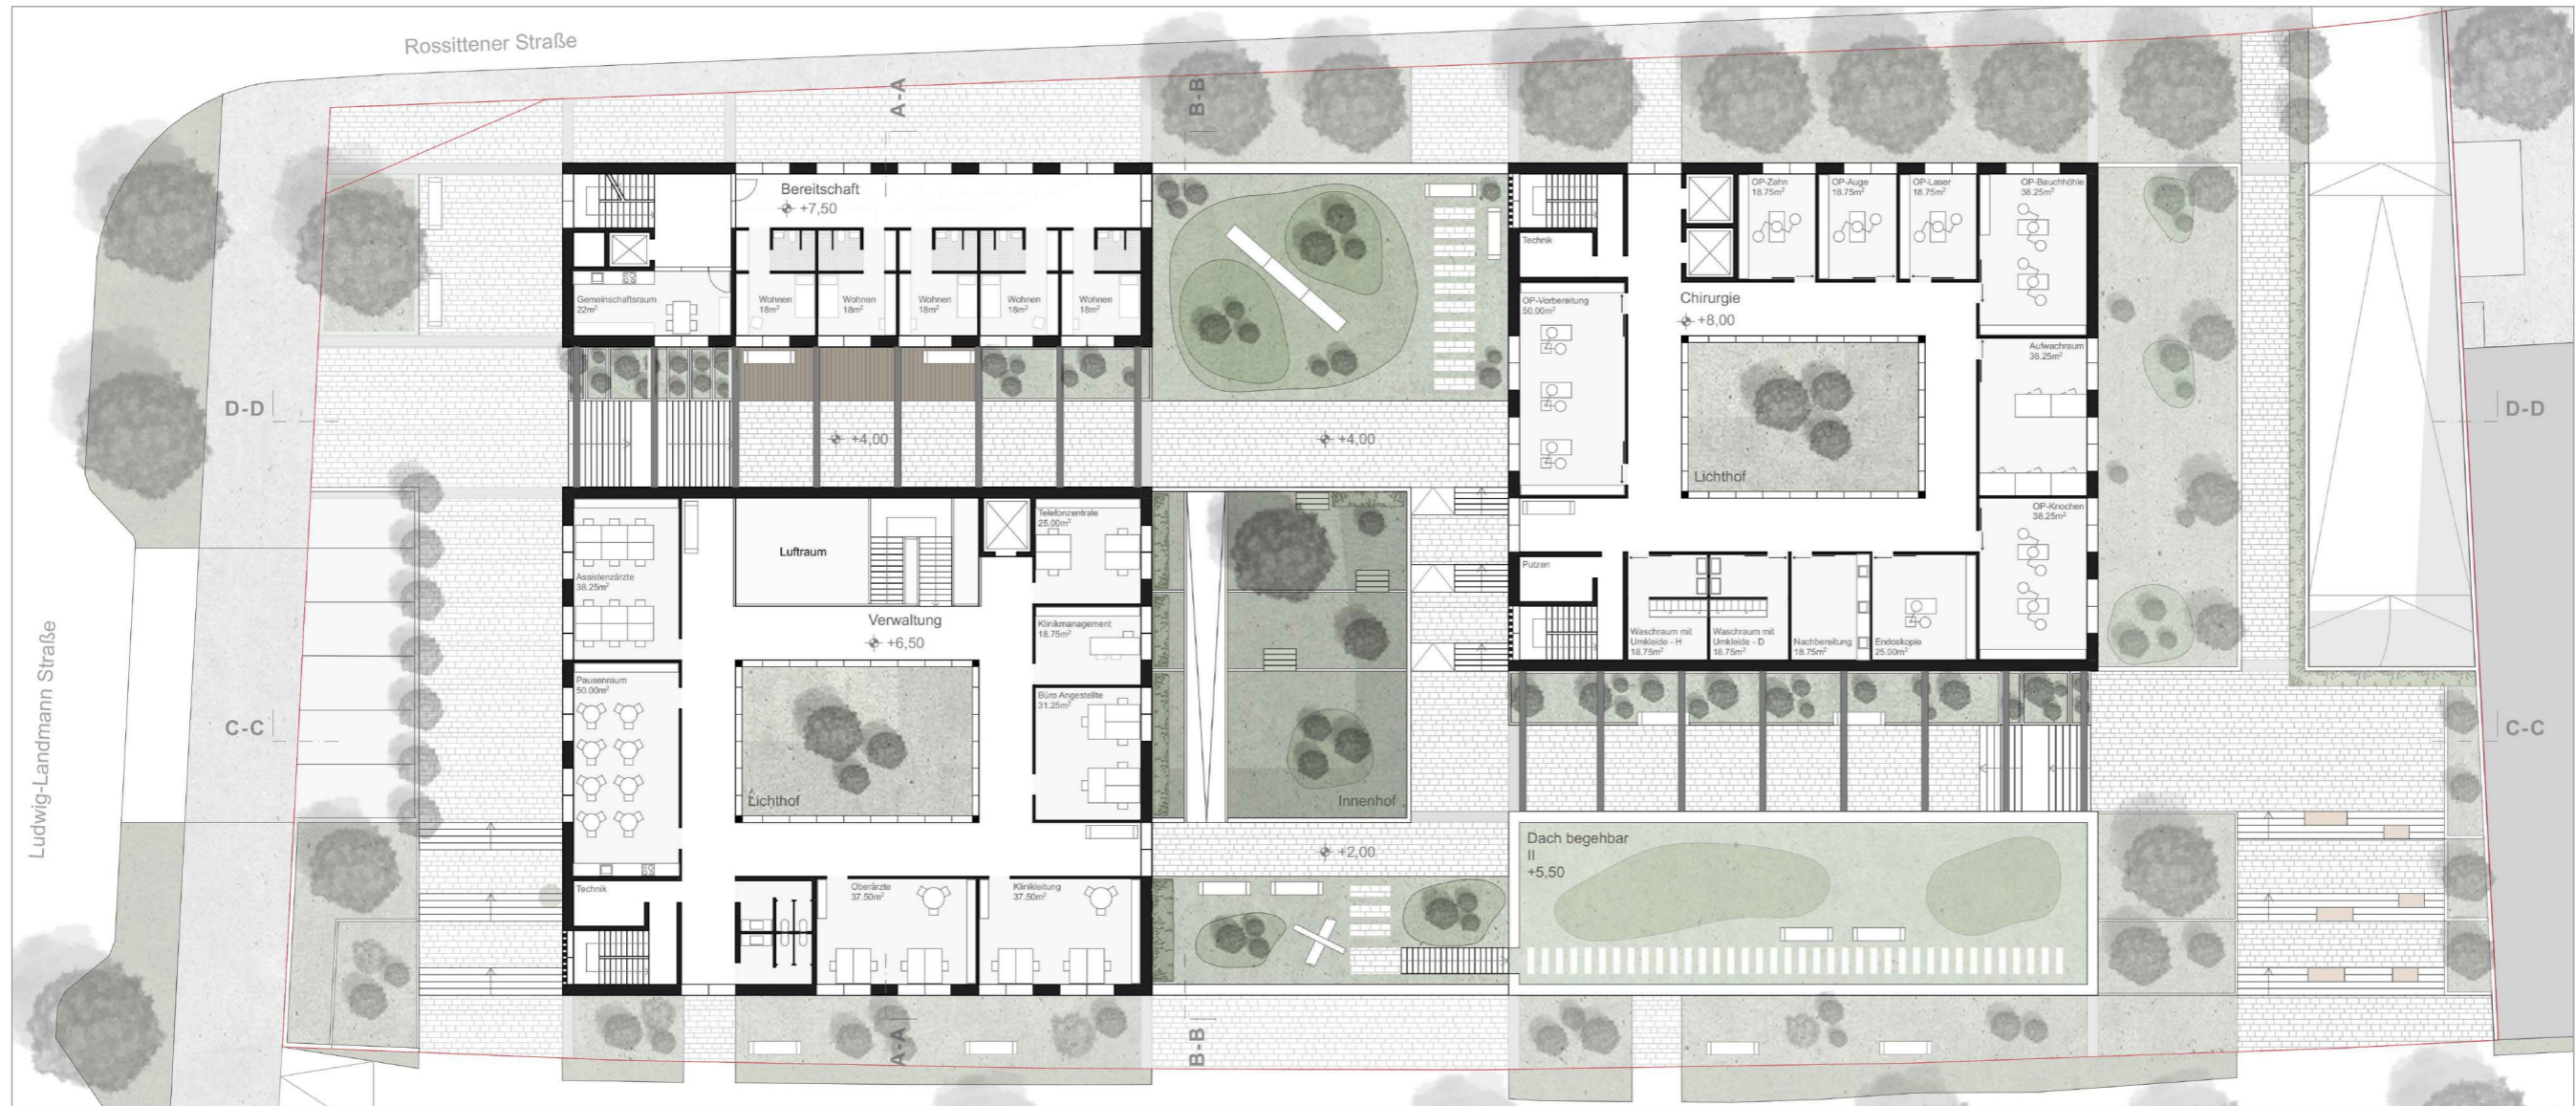 Rossittener Straße
A-A
B-B
Bereitschaft
+7,50
OP-Zahn
18.75m²
OP-Auge
18.75m²
OP-Laser
18.75m²
OP-Bauchhöhle
38.25m²
Technik
Gemeinschaftsraum
22m²
Wohnen
18m²
Wohnen
18m²
Wohnen
18m²
Wohnen
18m²
Wohnen
18m²
OP-Vorbereitung
50.00m²
Chirurgie
+8,00
Aufwachraum
38.25m²
D-D
+4,00
+4,00
D-D
Lichthof
Telefonzentrale
25.00m²
OP-Knochen
38.25m²
Luftraum
Assistenzärzte
38.25m²
Putzen
Verwaltung
+6,50
Klinikmanagement
18.75m²
Waschraum mit
Umkleide - H
18.75m²
Waschraum mit
Umkleide - D
18.75m²
Nachbereitung
18.75m²
Endoskopie
25.00m²
Pausenraum
50.00m²
Büro Angestellte
31.25m²
C-C
C-C
Ludwig-Landmann Straße
Lichthof
Innenhof
Dach begehbar
II
+5,50
+2,00
Technik
Oberärzte
37.50m²
Klinikleitung
37.50m²
A-A
B-B